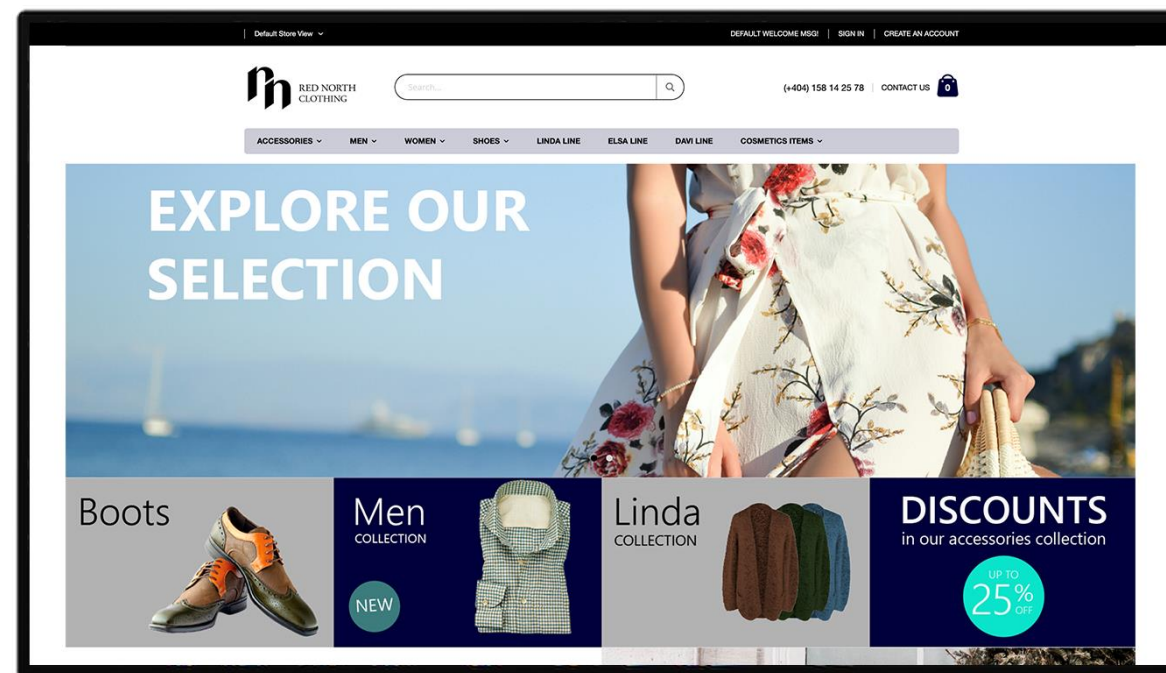 Default Store View
DEFAULT WELCOME MSG! SIGN IN CREATE AN ACCOUNT
RED NORTH
CLOTHING
Search...
(+404) 158 14 25 78 CONTACT US 0
ACCESSORIES MEN WOMEN SHOES LINDA LINE ELSA LINE DAVI LINE COSMETICS ITEMS
EXPLORE OUR
SELECTION
Boots
Men
COLLECTION
NEW
Linda
COLLECTION
DISCOUNTS
in our accessories collection
UP TO
25%
OFF